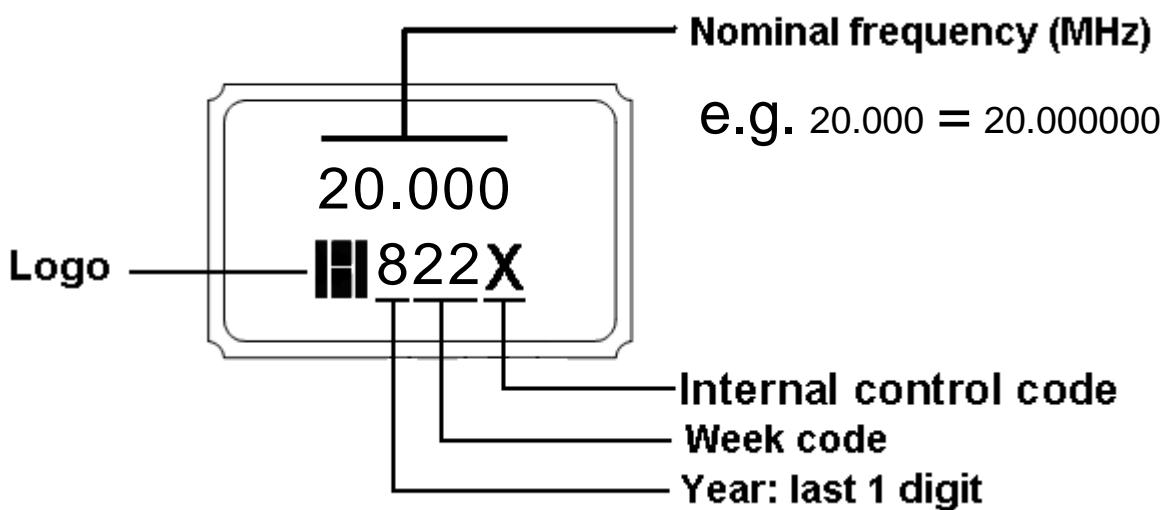 Nominal frequency (MHz)
e.g. 20.000 = 20.000000
20.000
Logo
822X
Internal control code
Week code
Year: last 1 digit